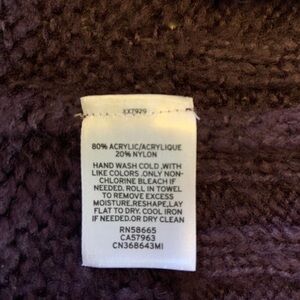 XX7929
80% ACRYLIC/ACRYLIQUE
20% NYLON
HAND WASH COLD ,WITH
LIKE COLORS .ONLY NON-
CHLORINE BLEACH IF
NEEDED. ROLL IN TOWEL
TO REMOVE EXCESS
MOISTURE,RESHAPE,LAY
FLAT TO DRY. COOL IRON
IF NEEDED.OR DRY CLEAN
RN58665
CA57963
CN368643MI